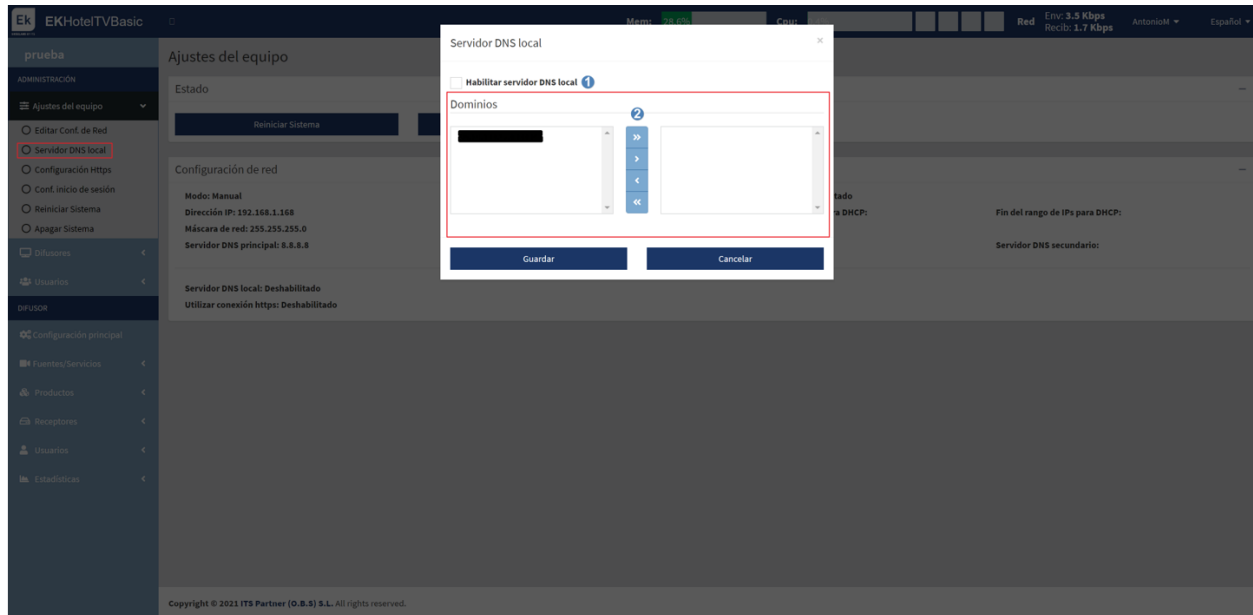 Ek EKHotelTVBasic
Mem: 28.6% Cpu:
Red
Env: 3.5 Kbps
Recib: 1.7 Kbps
AntonioM
Español
prueba
ADMINISTRACIÓN
Ajustes del equipo
Editar Conf. de Red
Servidor DNS local
Configuración Https
Conf. inicio de sesión
Reiniciar Sistema
Apagar Sistema
Difusores
Usuarios
DIFUSOR
Configuración principal
Fuentes/Servicios
Productos
Receptores
Usuarios
Estadísticas
Ajustes del equipo
Estado
Reiniciar Sistema
Configuración de red
Modo: Manual
Dirección IP: 192.168.1.168
Máscara de red: 255.255.255.0
Servidor DNS principal: 8.8.8.8
Servidor DNS local: Deshabilitado
Utilizar conexión https: Deshabilitado
tado
ra DHCP:
Fin del rango de IPs para DHCP:
Servidor DNS secundario:
Servidor DNS local
×
Habilitar servidor DNS local 1
Dominios
2
»
›
‹
«
Guardar
Cancelar
Copyright © 2021 ITS Partner (O.B.S) S.L. All rights reserved.